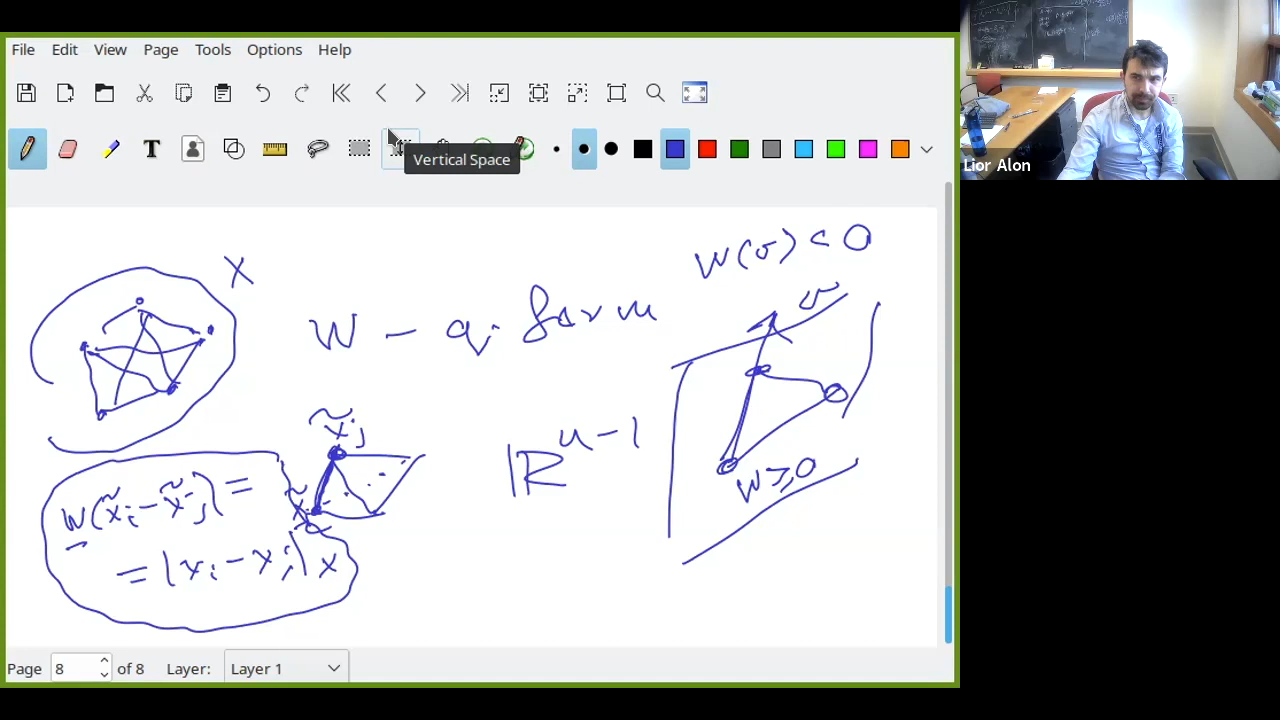 File Edit View Page Tools Options Help
T
Vertical Space
Lior Alon
X
W - q. form
W(v) < 0
v
x̃j
ℝⁿ⁻¹
W ≥ 0
w(x̃i - x̃j) =
= |xi - xj|x
Page 8 of 8 Layer: Layer 1